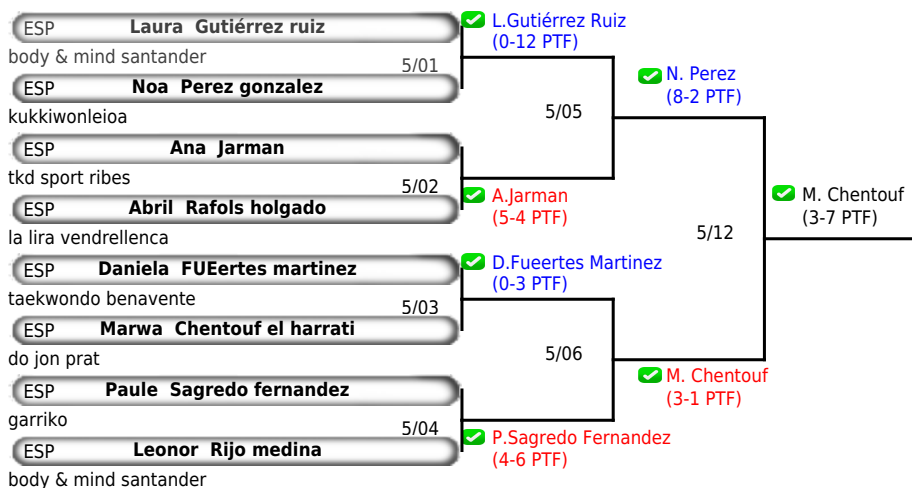 ESP Laura Gutiérrez ruiz
body & mind santander
5/01
ESP Noa Perez gonzalez
kukkiwonleioa
ESP Ana Jarman
tkd sport ribes
5/02
ESP Abril Rafols holgado
la lira vendrellenca
ESP Daniela FUEertes martinez
taekwondo benavente
5/03
ESP Marwa Chentouf el harrati
do jon prat
ESP Paule Sagredo fernandez
garriko
5/04
ESP Leonor Rijo medina
body & mind santander
L.Gutiérrez Ruiz
(0-12 PTF)
5/05
A.Jarman
(5-4 PTF)
D.Fueertes Martinez
(0-3 PTF)
5/06
P.Sagredo Fernandez
(4-6 PTF)
N. Perez
(8-2 PTF)
5/12
M. Chentouf
(3-1 PTF)
M. Chentouf
(3-7 PTF)